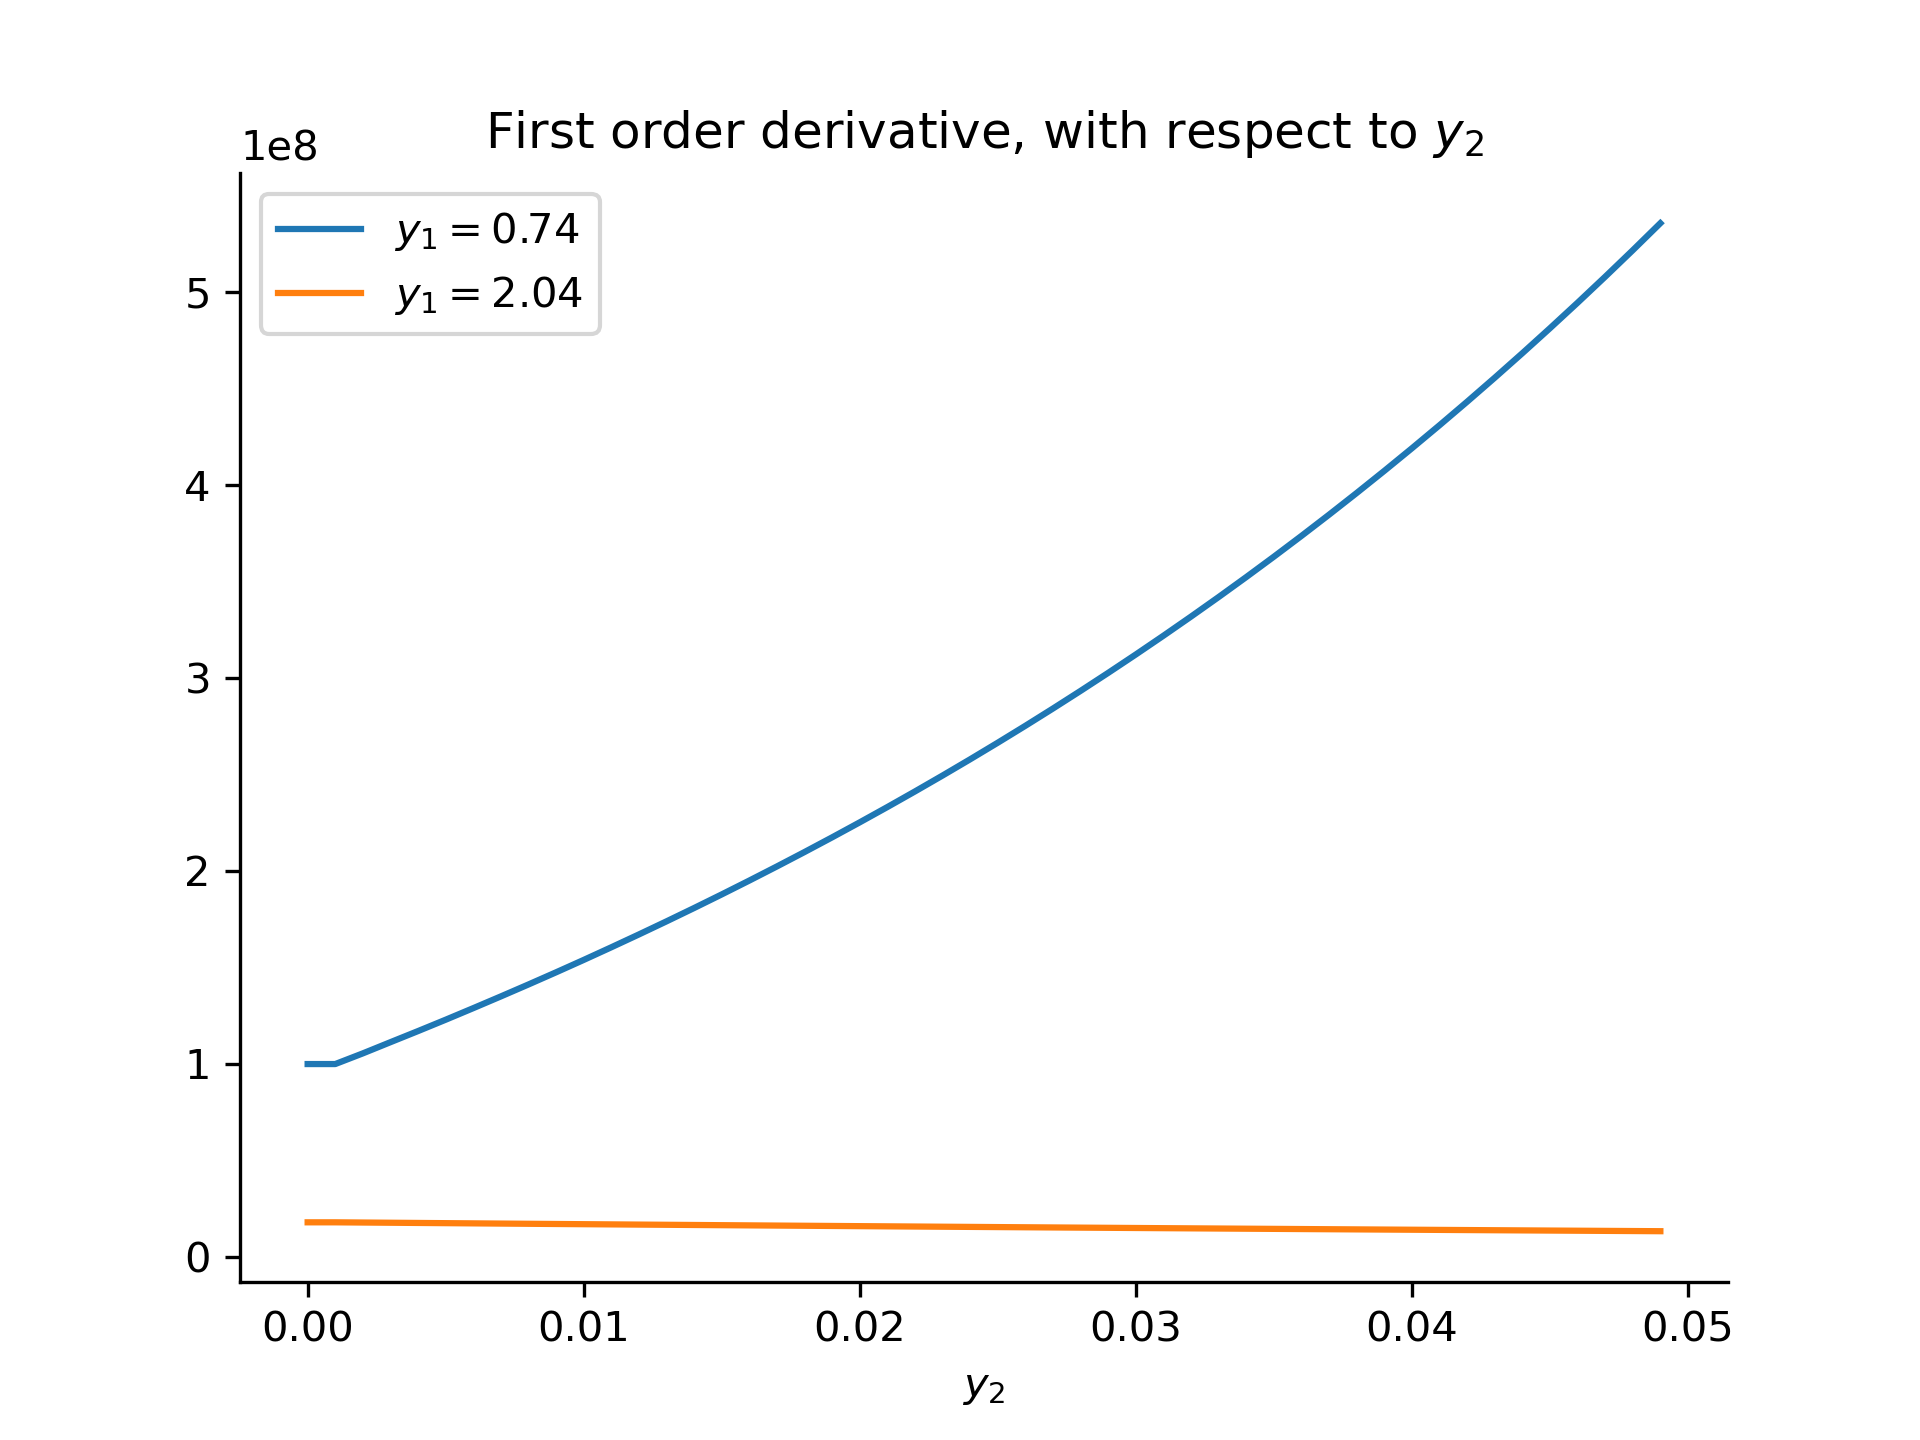 First order derivative, with respect to y₂
1e8
y₁ = 0.74
y₁ = 2.04
5
4
3
2
1
0
0.00 0.01 0.02 0.03 0.04 0.05
y₂